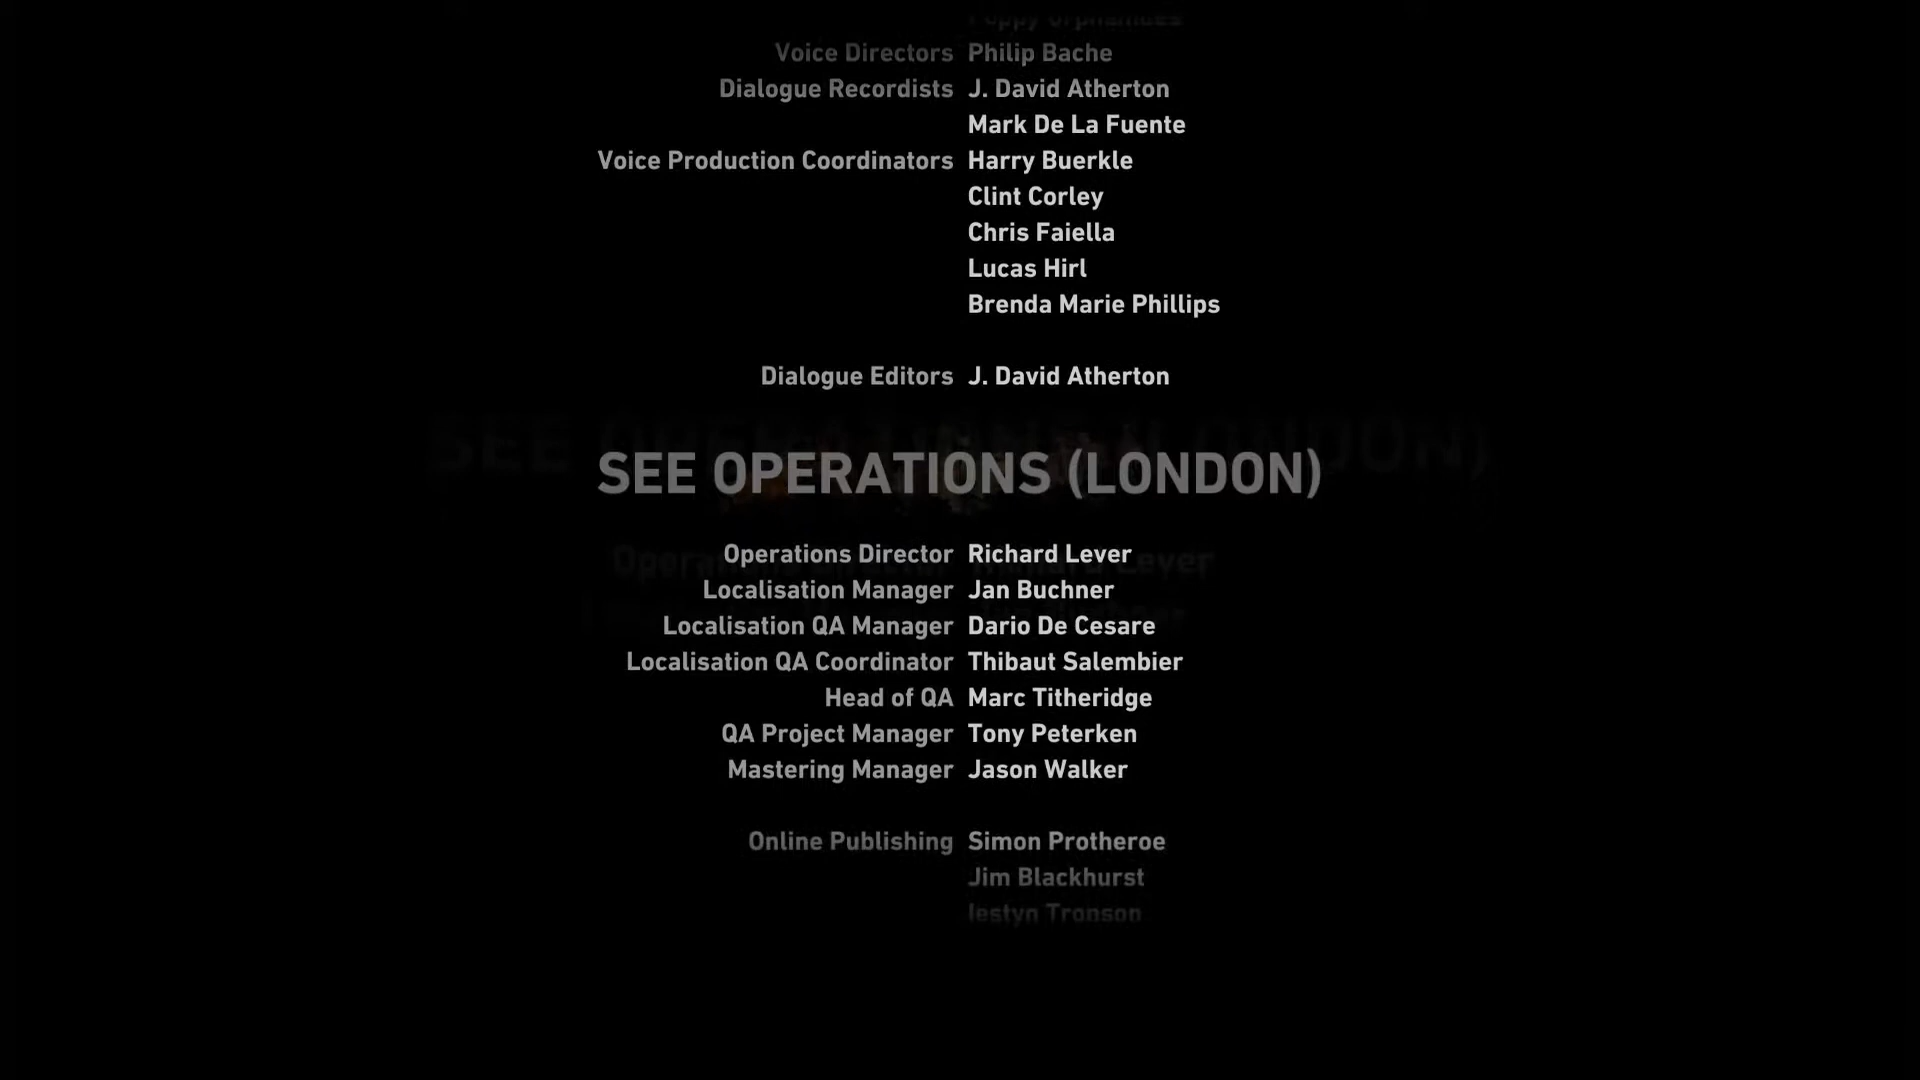 Voice Directors Philip Bache
Dialogue Recordists J. David Atherton
Mark De La Fuente
Voice Production Coordinators Harry Buerkle
Clint Corley
Chris Faiella
Lucas Hirl
Brenda Marie Phillips
Dialogue Editors J. David Atherton
SEE OPERATIONS (LONDON)
Operations Director Richard Lever
Localisation Manager Jan Buchner
Localisation QA Manager Dario De Cesare
Localisation QA Coordinator Thibaut Salembier
Head of QA Marc Titheridge
QA Project Manager Tony Peterken
Mastering Manager Jason Walker
Online Publishing Simon Protheroe
Jim Blackhurst
Iestyn Tronson